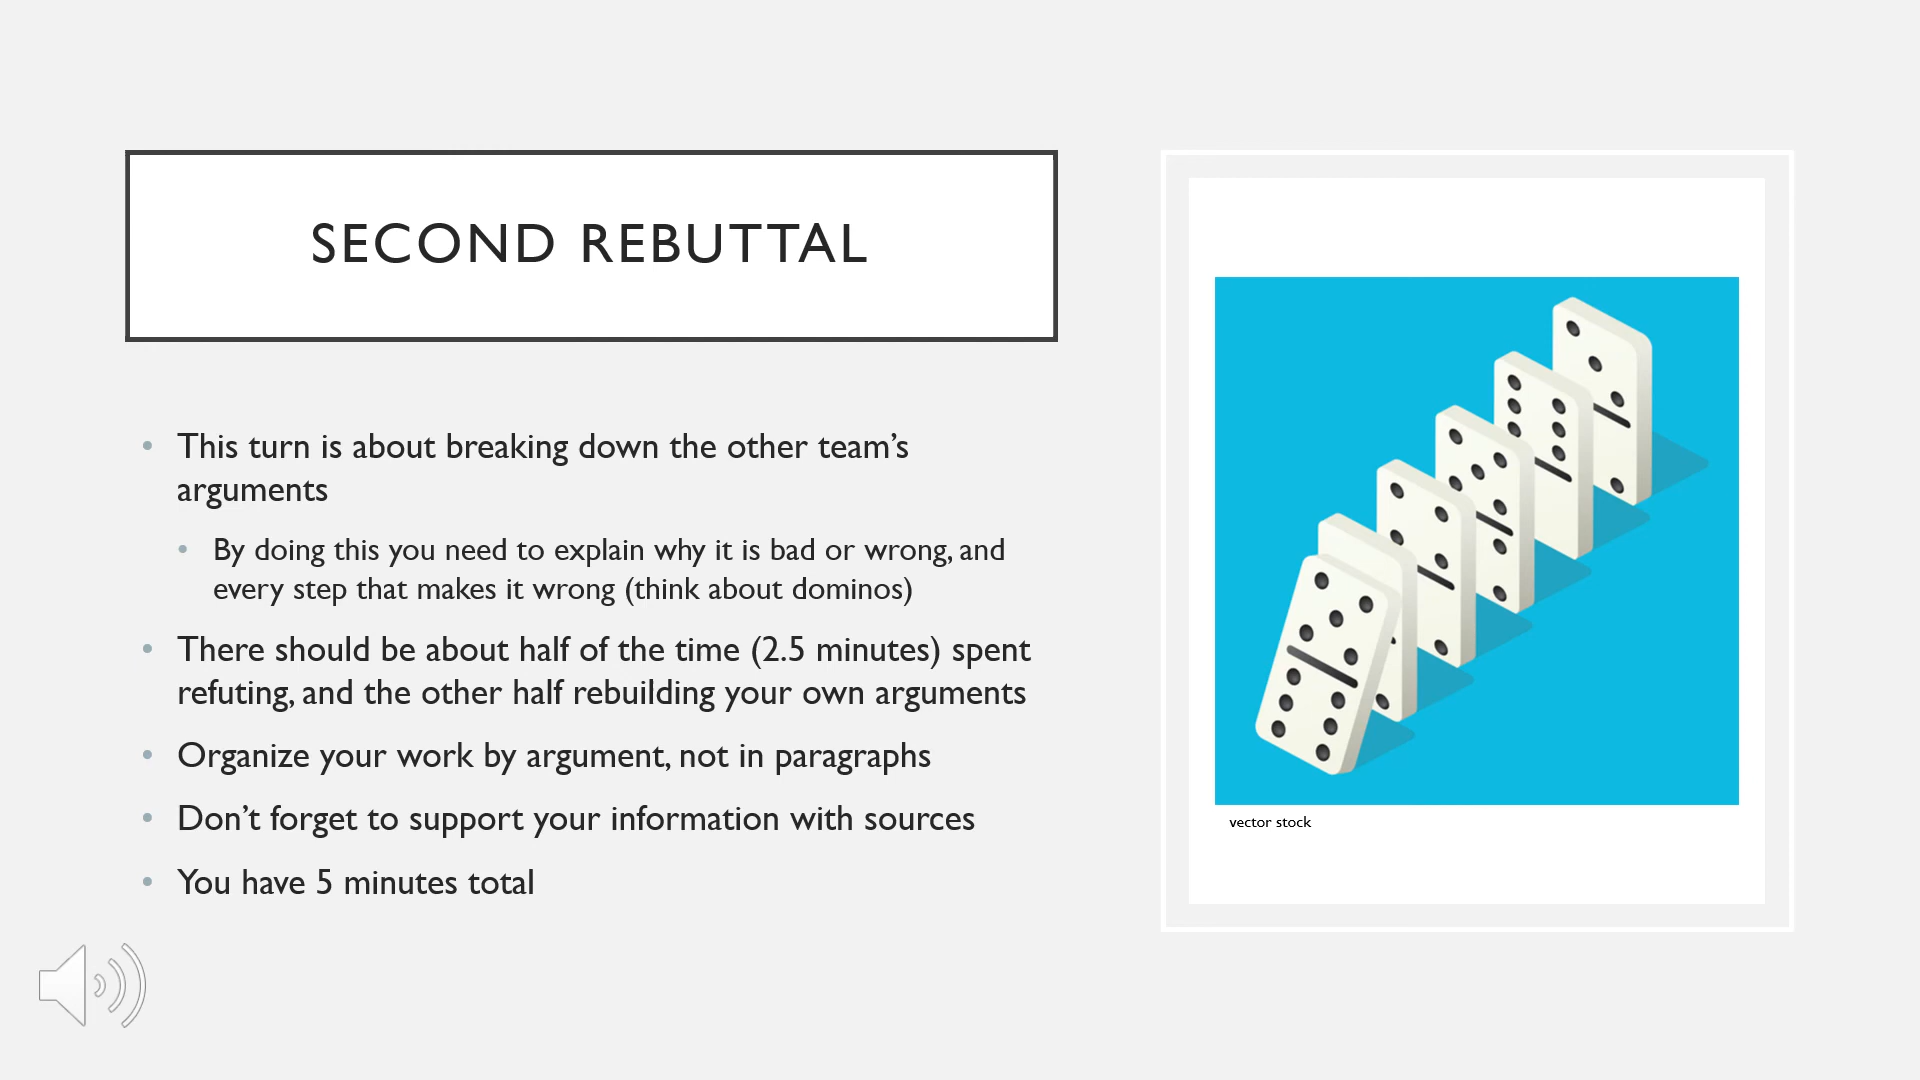 SECOND REBUTTAL
• This turn is about breaking down the other team’s
arguments
• By doing this you need to explain why it is bad or wrong, and
every step that makes it wrong (think about dominos)
• There should be about half of the time (2.5 minutes) spent
refuting, and the other half rebuilding your own arguments
• Organize your work by argument, not in paragraphs
• Don’t forget to support your information with sources
• You have 5 minutes total
vector stock